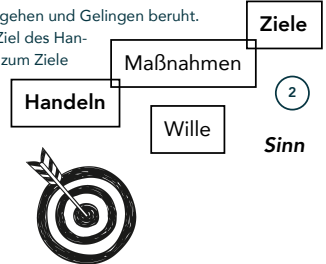 gehen und Gelingen beruht.
Ziel des Han-
zum Ziele
Ziele
Maßnahmen
Handeln
2
Wille
Sinn